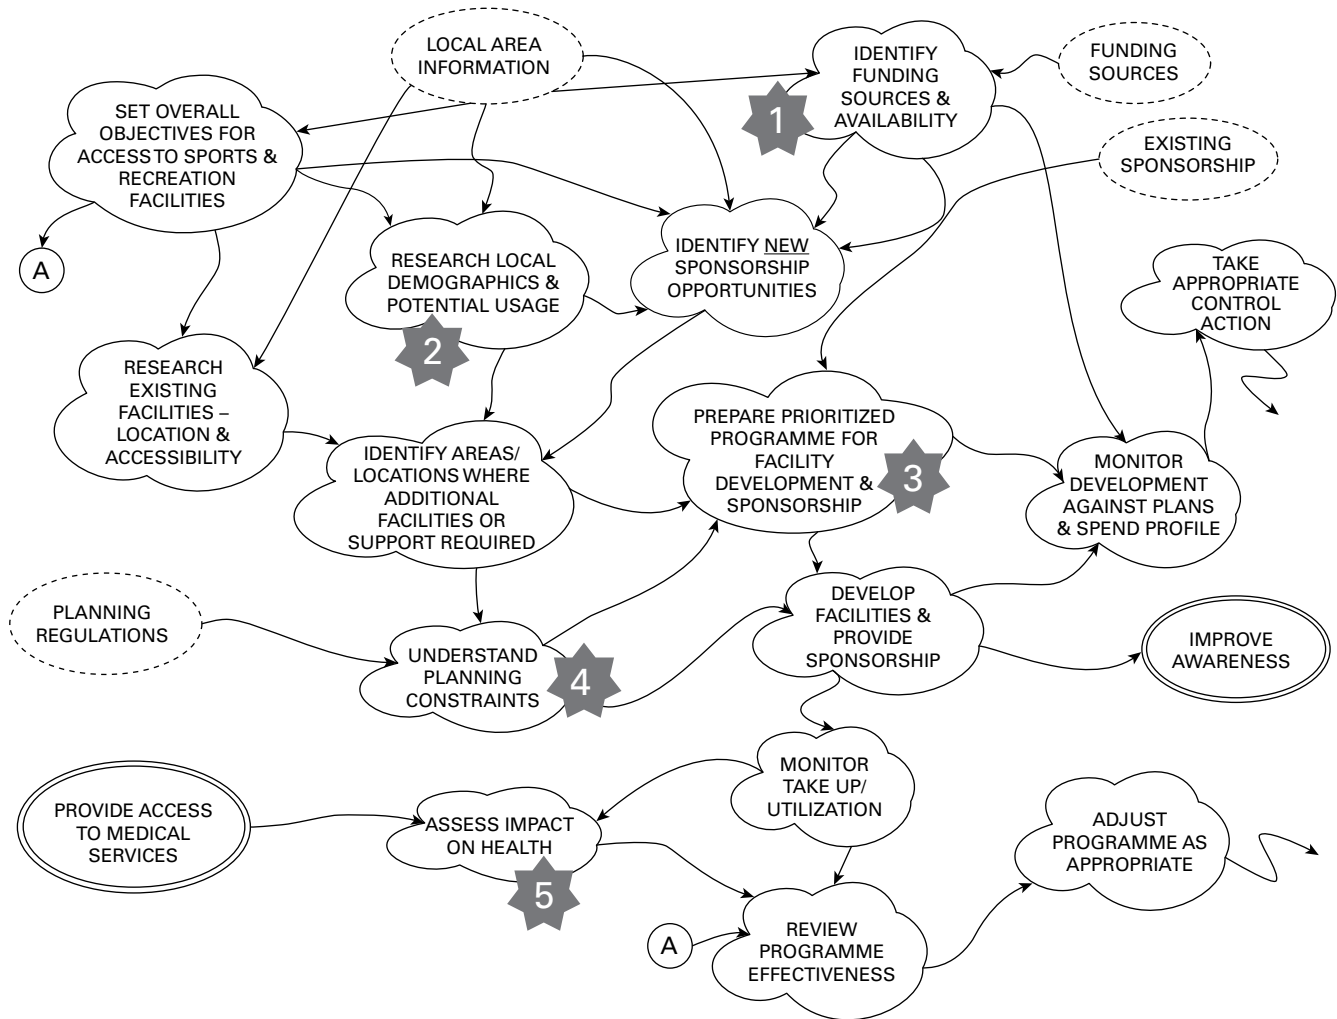 LOCAL AREA
INFORMATION
IDENTIFY
FUNDING
SOURCES &
AVAILABILITY
1
FUNDING
SOURCES
SET OVERALL
OBJECTIVES FOR
ACCESS TO SPORTS &
RECREATION
FACILITIES
EXISTING
SPONSORSHIP
A
RESEARCH LOCAL
DEMOGRAPHICS &
POTENTIAL USAGE
2
IDENTIFY NEW
SPONSORSHIP
OPPORTUNITIES
TAKE
APPROPRIATE
CONTROL
ACTION
RESEARCH
EXISTING
FACILITIES –
LOCATION &
ACCESSIBILITY
IDENTIFY AREAS/
LOCATIONS WHERE
ADDITIONAL
FACILITIES OR
SUPPORT REQUIRED
PREPARE PRIORITIZED
PROGRAMME FOR
FACILITY
DEVELOPMENT &
SPONSORSHIP
3
MONITOR
DEVELOPMENT
AGAINST PLANS
& SPEND PROFILE
PLANNING
REGULATIONS
UNDERSTAND
PLANNING
CONSTRAINTS
4
DEVELOP
FACILITIES &
PROVIDE
SPONSORSHIP
IMPROVE
AWARENESS
PROVIDE ACCESS
TO MEDICAL
SERVICES
ASSESS IMPACT
ON HEALTH
5
MONITOR
TAKE UP/
UTILIZATION
ADJUST
PROGRAMME AS
APPROPRIATE
A
REVIEW
PROGRAMME
EFFECTIVENESS